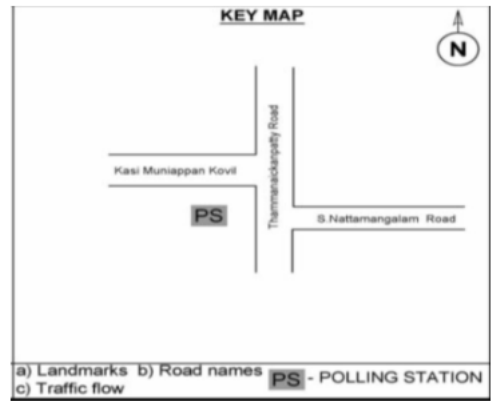 KEY MAP
N
Thammanaickanpatty Road
Kasi Muniappan Kovil
PS
S.Nattamangalam Road
a) Landmarks b) Road names
c) Traffic flow
PS - POLLING STATION